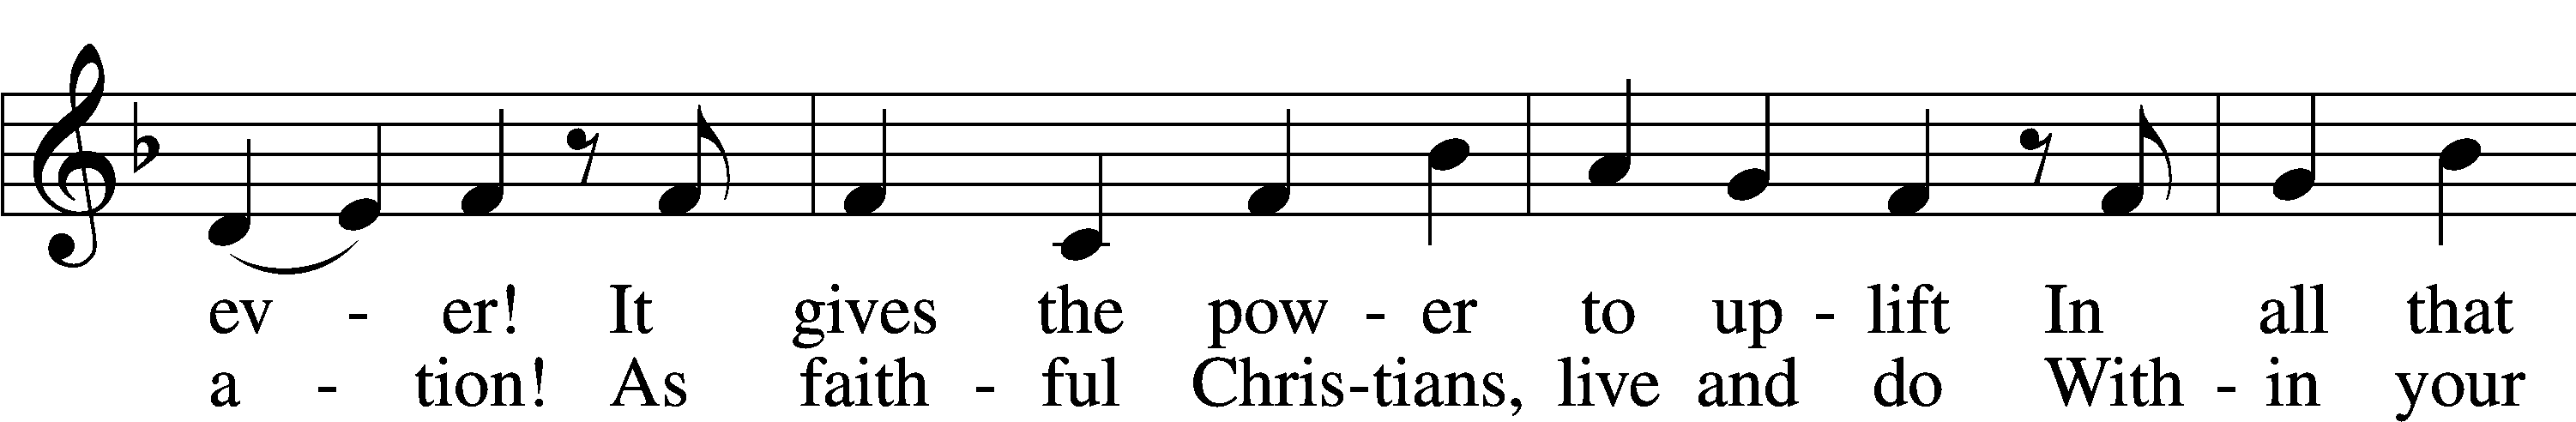 ev - er! It gives the pow - er to up - lift In all that
a - tion! As faith - ful Chris-tians, live and do With - in your